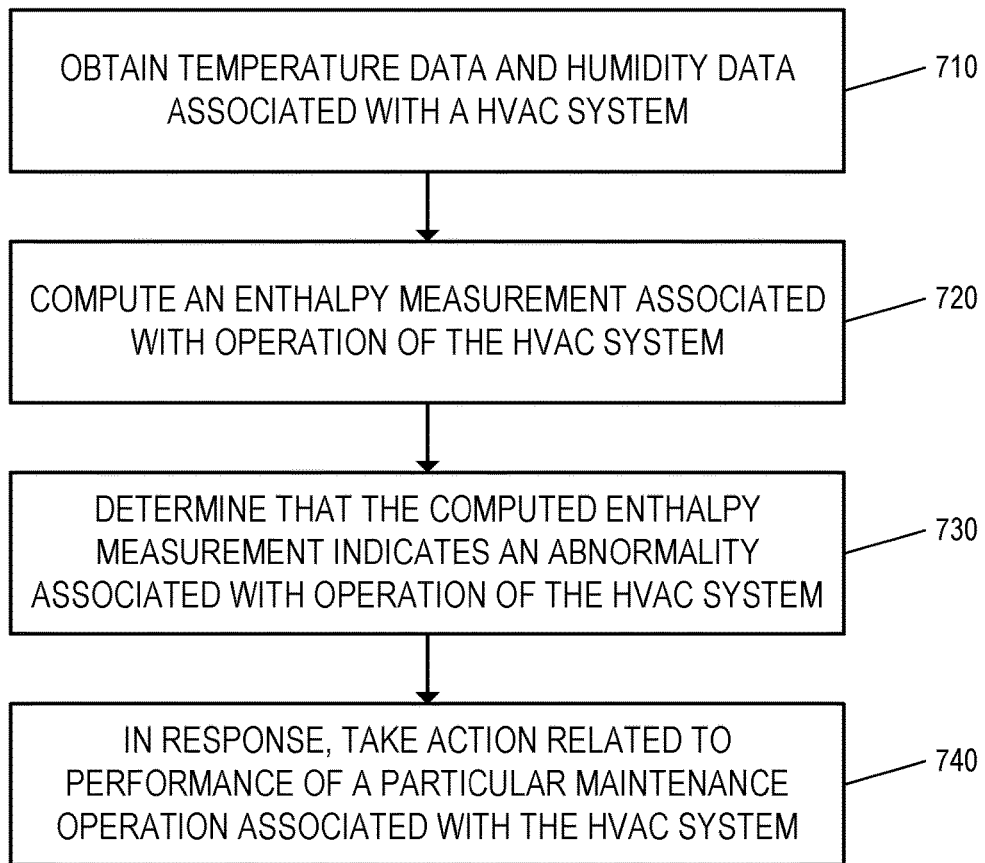 OBTAIN TEMPERATURE DATA AND HUMIDITY DATA
ASSOCIATED WITH A HVAC SYSTEM
710
COMPUTE AN ENTHALPY MEASUREMENT ASSOCIATED
WITH OPERATION OF THE HVAC SYSTEM
720
DETERMINE THAT THE COMPUTED ENTHALPY
MEASUREMENT INDICATES AN ABNORMALITY
ASSOCIATED WITH OPERATION OF THE HVAC SYSTEM
730
IN RESPONSE, TAKE ACTION RELATED TO
PERFORMANCE OF A PARTICULAR MAINTENANCE
OPERATION ASSOCIATED WITH THE HVAC SYSTEM
740